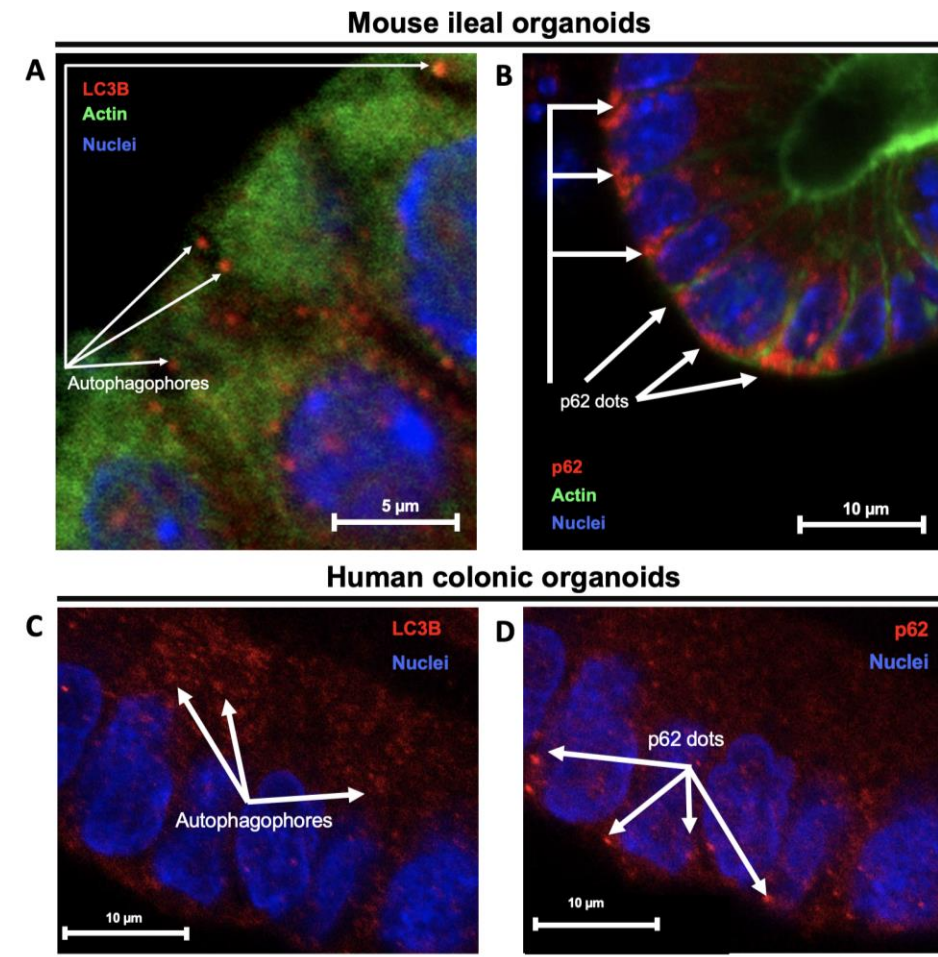 Mouse ileal organoids
A
LC3B
Actin
Nuclei
Autophagophores
5 µm
B
p62 dots
p62
Actin
Nuclei
10 µm
Human colonic organoids
C
LC3B
Nuclei
Autophagophores
10 µm
D
p62
Nuclei
p62 dots
10 µm